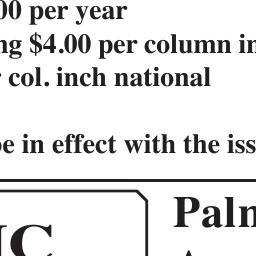 00 per year
ng $4.00 per column in
col. inch national
be in effect with the iss
Paln
NC